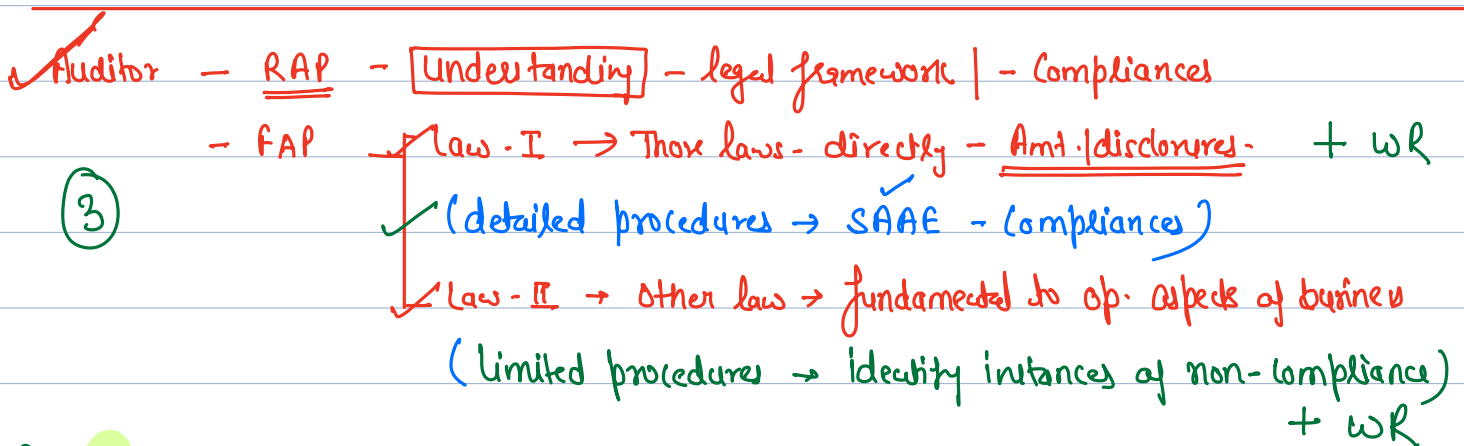 Auditor - RAP - Understanding - legal framework | - Compliances
- FAP Law - I → Those laws - directly - Amt. | disclosures - + WR
3 (detailed procedures → SAAE - Compliances)
Law - II → Other law → fundamental to op. aspects of business
(limited procedures → identify instances of non-compliance)
+ WR